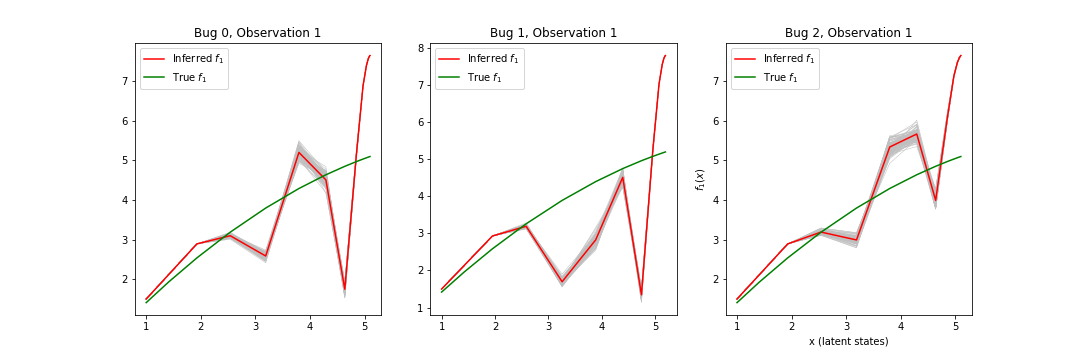 Bug 0, Observation 1
Inferred f₁
True f₁
7
6
5
4
3
2
1 2 3 4 5
Bug 1, Observation 1
Inferred f₁
True f₁
8
7
6
5
4
3
2
1
1 2 3 4 5
Bug 2, Observation 1
Inferred f₁
True f₁
f₁(x)
7
6
5
4
3
2
1 2 3 4 5
x (latent states)